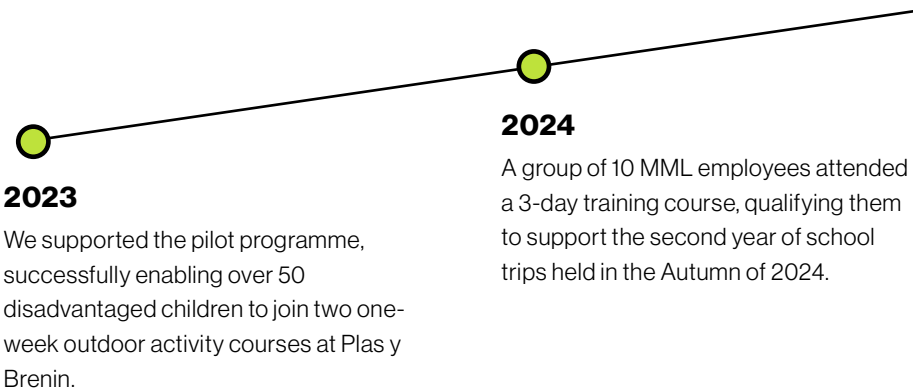 2023
We supported the pilot programme,
successfully enabling over 50
disadvantaged children to join two one-
week outdoor activity courses at Plas y
Brenin.
2024
A group of 10 MML employees attended
a 3-day training course, qualifying them
to support the second year of school
trips held in the Autumn of 2024.